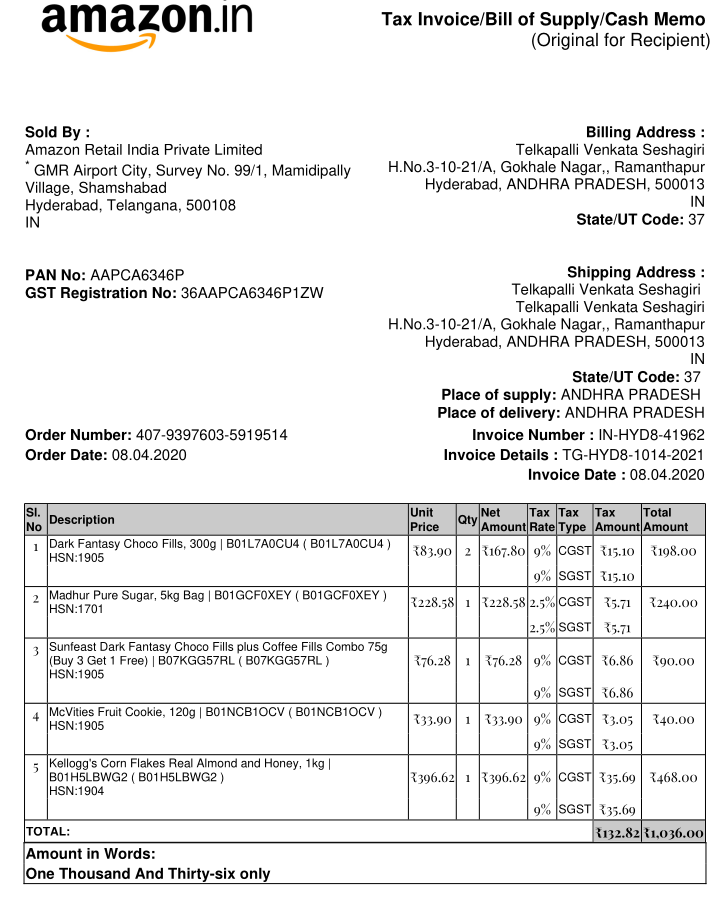 amazon.in
Tax Invoice/Bill of Supply/Cash Memo
(Original for Recipient)
Sold By :
Amazon Retail India Private Limited
* GMR Airport City, Survey No. 99/1, Mamidipally
Village, Shamshabad
Hyderabad, Telangana, 500108
IN
Billing Address :
Telkapalli Venkata Seshagiri
H.No.3-10-21/A, Gokhale Nagar,, Ramanthapur
Hyderabad, ANDHRA PRADESH, 500013
IN
State/UT Code: 37
PAN No: AAPCA6346P
GST Registration No: 36AAPCA6346P1ZW
Shipping Address :
Telkapalli Venkata Seshagiri
Telkapalli Venkata Seshagiri
H.No.3-10-21/A, Gokhale Nagar,, Ramanthapur
Hyderabad, ANDHRA PRADESH, 500013
IN
State/UT Code: 37
Place of supply: ANDHRA PRADESH
Place of delivery: ANDHRA PRADESH
Order Number: 407-9397603-5919514
Order Date: 08.04.2020
Invoice Number : IN-HYD8-41962
Invoice Details : TG-HYD8-1014-2021
Invoice Date : 08.04.2020
Sl. No Description Unit Price Qty Net Amount Tax Rate Tax Type Tax Amount Total Amount
1 Dark Fantasy Choco Fills, 300g | B01L7A0CU4 ( B01L7A0CU4 ) ₹83.90 2 ₹167.80 9% CGST ₹15.10 ₹198.00
HSN:1905
9% SGST ₹15.10
2 Madhur Pure Sugar, 5kg Bag | B01GCF0XEY ( B01GCF0XEY ) ₹228.58 1 ₹228.58 2.5% CGST ₹5.71 ₹240.00
HSN:1701
2.5% SGST ₹5.71
3 Sunfeast Dark Fantasy Choco Fills plus Coffee Fills Combo 75g
(Buy 3 Get 1 Free) | B07KGG57RL ( B07KGG57RL ) ₹76.28 1 ₹76.28 9% CGST ₹6.86 ₹90.00
HSN:1905
9% SGST ₹6.86
4 McVities Fruit Cookie, 120g | B01NCB1OCV ( B01NCB1OCV ) ₹33.90 1 ₹33.90 9% CGST ₹3.05 ₹40.00
HSN:1905
9% SGST ₹3.05
5 Kellogg's Corn Flakes Real Almond and Honey, 1kg |
B01H5LBWG2 ( B01H5LBWG2 ) ₹396.62 1 ₹396.62 9% CGST ₹35.69 ₹468.00
HSN:1904
9% SGST ₹35.69
TOTAL: ₹132.82 ₹1,036.00
Amount in Words:
One Thousand And Thirty-six only